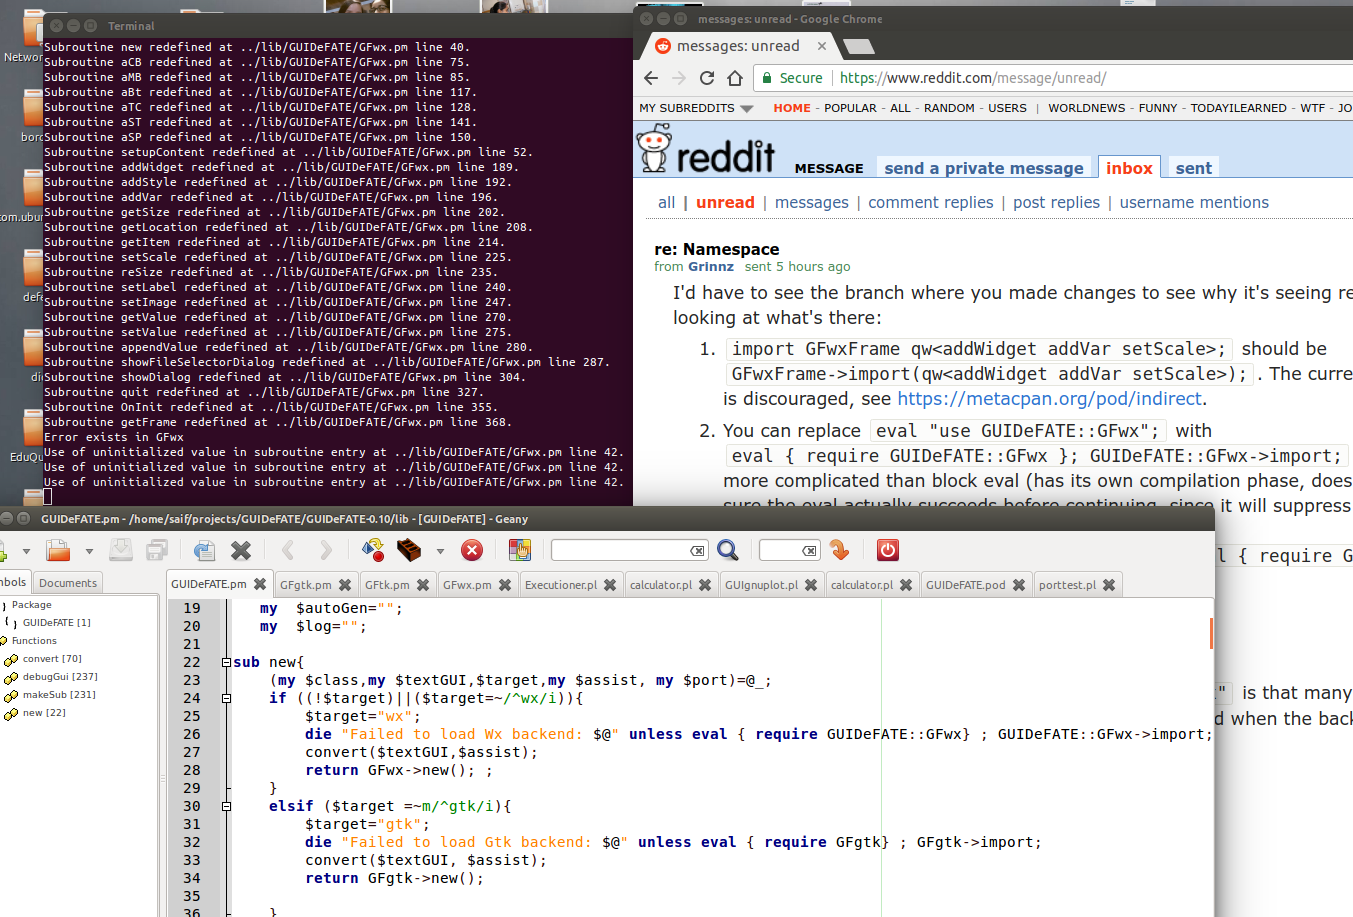 Terminal
Subroutine new redefined at ../lib/GUIDeFATE/GFwx.pm line 40.
Subroutine aCB redefined at ../lib/GUIDeFATE/GFwx.pm line 75.
Subroutine aMB redefined at ../lib/GUIDeFATE/GFwx.pm line 85.
Subroutine aBt redefined at ../lib/GUIDeFATE/GFwx.pm line 117.
Subroutine aTC redefined at ../lib/GUIDeFATE/GFwx.pm line 128.
Subroutine aST redefined at ../lib/GUIDeFATE/GFwx.pm line 141.
Subroutine aSP redefined at ../lib/GUIDeFATE/GFwx.pm line 150.
Subroutine setupContent redefined at ../lib/GUIDeFATE/GFwx.pm line 52.
Subroutine addWidget redefined at ../lib/GUIDeFATE/GFwx.pm line 189.
Subroutine addStyle redefined at ../lib/GUIDeFATE/GFwx.pm line 192.
Subroutine addVar redefined at ../lib/GUIDeFATE/GFwx.pm line 196.
Subroutine getSize redefined at ../lib/GUIDeFATE/GFwx.pm line 202.
Subroutine getLocation redefined at ../lib/GUIDeFATE/GFwx.pm line 208.
Subroutine getItem redefined at ../lib/GUIDeFATE/GFwx.pm line 214.
Subroutine setScale redefined at ../lib/GUIDeFATE/GFwx.pm line 225.
Subroutine reSize redefined at ../lib/GUIDeFATE/GFwx.pm line 235.
Subroutine setLabel redefined at ../lib/GUIDeFATE/GFwx.pm line 240.
Subroutine setImage redefined at ../lib/GUIDeFATE/GFwx.pm line 247.
Subroutine getValue redefined at ../lib/GUIDeFATE/GFwx.pm line 270.
Subroutine setValue redefined at ../lib/GUIDeFATE/GFwx.pm line 275.
Subroutine appendValue redefined at ../lib/GUIDeFATE/GFwx.pm line 280.
Subroutine showFileSelectorDialog redefined at ../lib/GUIDeFATE/GFwx.pm line 287.
Subroutine showDialog redefined at ../lib/GUIDeFATE/GFwx.pm line 304.
Subroutine quit redefined at ../lib/GUIDeFATE/GFwx.pm line 327.
Subroutine OnInit redefined at ../lib/GUIDeFATE/GFwx.pm line 355.
Subroutine getFrame redefined at ../lib/GUIDeFATE/GFwx.pm line 368.
Error exists in GFwx
Use of uninitialized value in subroutine entry at ../lib/GUIDeFATE/GFwx.pm line 42.
Use of uninitialized value in subroutine entry at ../lib/GUIDeFATE/GFwx.pm line 42.
Use of uninitialized value in subroutine entry at ../lib/GUIDeFATE/GFwx.pm line 42.
Networ
boro
com.ubu
defe
di
EduQu
messages: unread - Google Chrome
messages: unread
Secure https://www.reddit.com/message/unread/
MY SUBREDDITS HOME - POPULAR - ALL - RANDOM - USERS | WORLDNEWS - FUNNY - TODAYILEARNED - WTF - JO
reddit MESSAGE send a private message inbox sent
all | unread | messages | comment replies | post replies | username mentions
re: Namespace
from Grinnz sent 5 hours ago
I'd have to see the branch where you made changes to see why it's seeing re
looking at what's there:
1. import GFwxFrame qw<addWidget addVar setScale>; should be
GFwxFrame->import(qw<addWidget addVar setScale>);. The curre
is discouraged, see https://metacpan.org/pod/indirect.
2. You can replace eval "use GUIDeFATE::GFwx"; with
eval { require GUIDeFATE::GFwx }; GUIDeFATE::GFwx->import;
more complicated than block eval (has its own compilation phase, does
sure the eval actually succeeds before continuing, since it will suppress
l { require G
" is that many
d when the back
GUIDeFATE.pm - /home/saif/projects/GUIDeFATE/GUIDeFATE-0.10/lib - [GUIDeFATE] - Geany
mbols Documents
Package
GUIDeFATE [1]
Functions
convert [70]
debugGui [237]
makeSub [231]
new [22]
GUIDeFATE.pm GFgtk.pm GFtk.pm GFwx.pm Executioner.pl calculator.pl GUIgnuplot.pl calculator.pl GUIDeFATE.pod porttest.pl
19 my $autoGen="";
20 my $log="";
21
22 sub new{
23 (my $class,my $textGUI,$target,my $assist, my $port)=@_;
24 if ((!$target)||($target=~/^wx/i)){
25 $target="wx";
26 die "Failed to load Wx backend: $@" unless eval { require GUIDeFATE::GFwx} ; GUIDeFATE::GFwx->import;
27 convert($textGUI,$assist);
28 return GFwx->new(); ;
29 }
30 elsif ($target =~m/^gtk/i){
31 $target="gtk";
32 die "Failed to load Gtk backend: $@" unless eval { require GFgtk} ; GFgtk->import;
33 convert($textGUI, $assist);
34 return GFgtk->new();
35
36 }